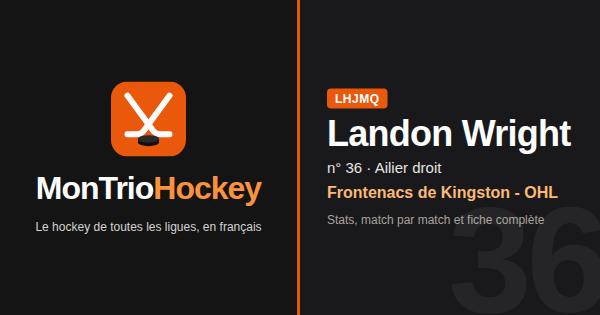 MonTrioHockey
Le hockey de toutes les ligues, en français
LHJMQ
Landon Wright
n° 36 · Ailier droit
Frontenacs de Kingston - OHL
Stats, match par match et fiche complète
36